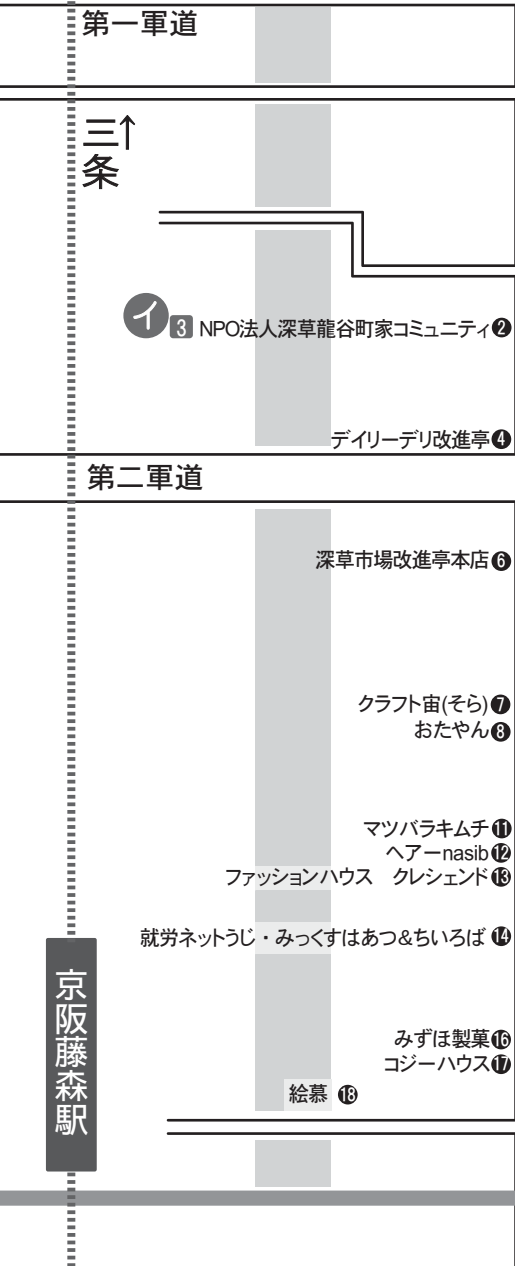 第一軍道
三↑
条
イ 3 NPO法人深草龍谷町家コミュニティ❷
デイリーデリ改進亭❹
第二軍道
深草市場改進亭本店❻
クラフト宙(そら)❼
おたやん❽
マツバラキムチ⓫
ヘアーnasib⓬
ファッションハウス　クレシェンド⓭
就労ネットうじ・みっくすはあつ&ちいろば ⓮
京阪藤森駅
みずほ製菓⓰
コジーハウス⓱
絵慕 ⓲